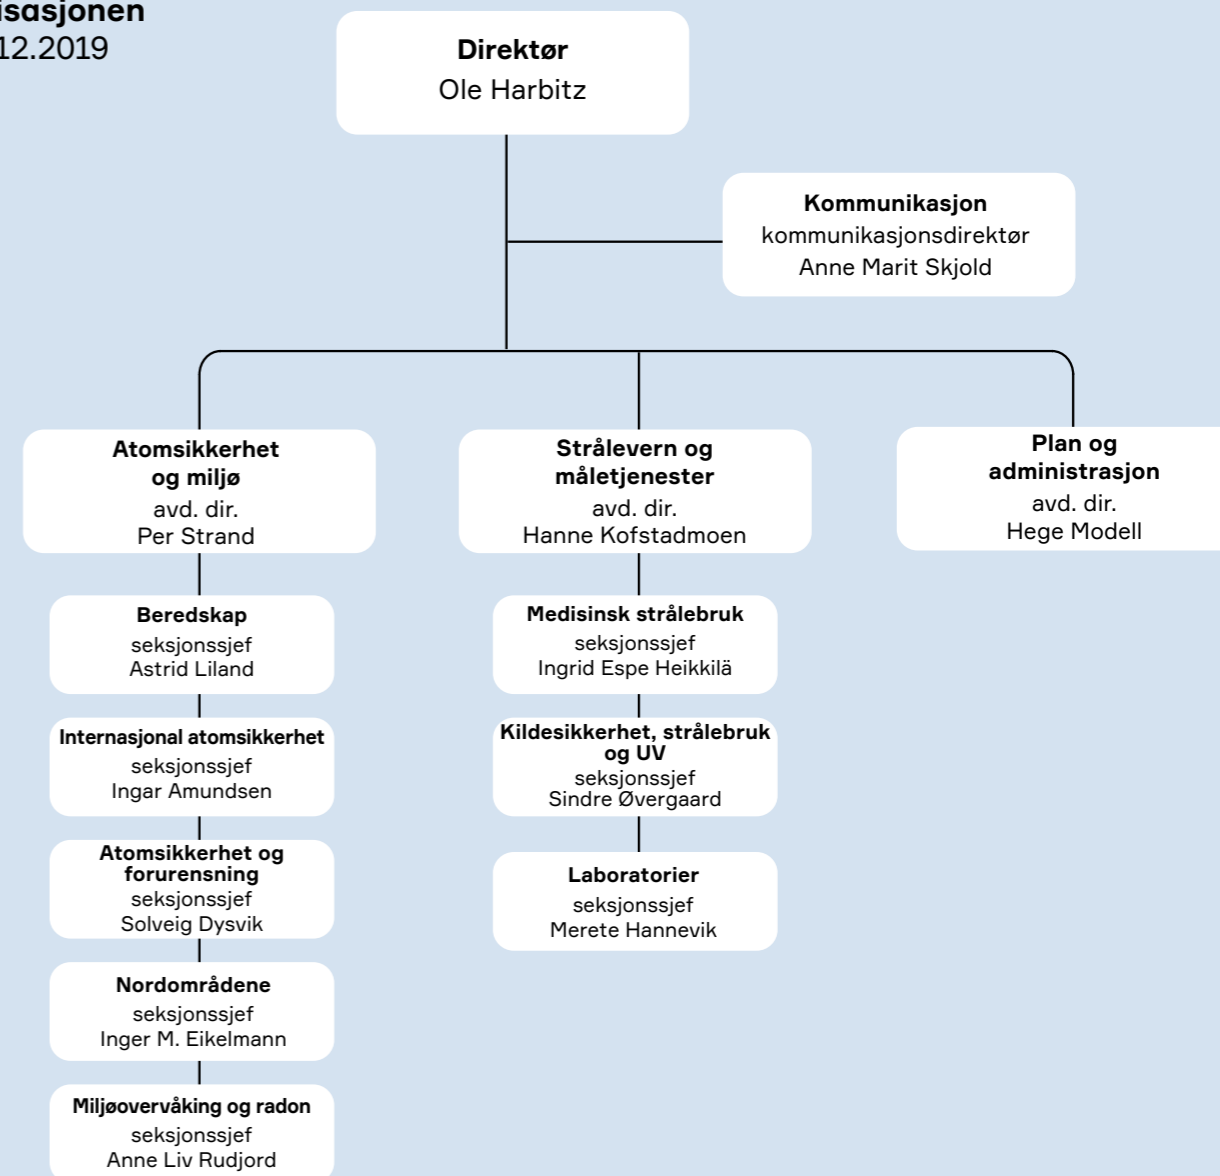 isasjonen
12.2019
Direktør
Ole Harbitz
Kommunikasjon
kommunikasjonsdirektør
Anne Marit Skjold
Atomsikkerhet
og miljø
avd. dir.
Per Strand
Strålevern og
måletjenester
avd. dir.
Hanne Kofstadmoen
Plan og
administrasjon
avd. dir.
Hege Modell
Beredskap
seksjonssjef
Astrid Liland
Internasjonal atomsikkerhet
seksjonssjef
Ingar Amundsen
Atomsikkerhet og
forurensning
seksjonssjef
Solveig Dysvik
Nordområdene
seksjonssjef
Inger M. Eikelmann
Miljøovervåking og radon
seksjonssjef
Anne Liv Rudjord
Medisinsk strålebruk
seksjonssjef
Ingrid Espe Heikkilä
Kildesikkerhet, strålebruk
og UV
seksjonssjef
Sindre Øvergaard
Laboratorier
seksjonssjef
Merete Hannevik